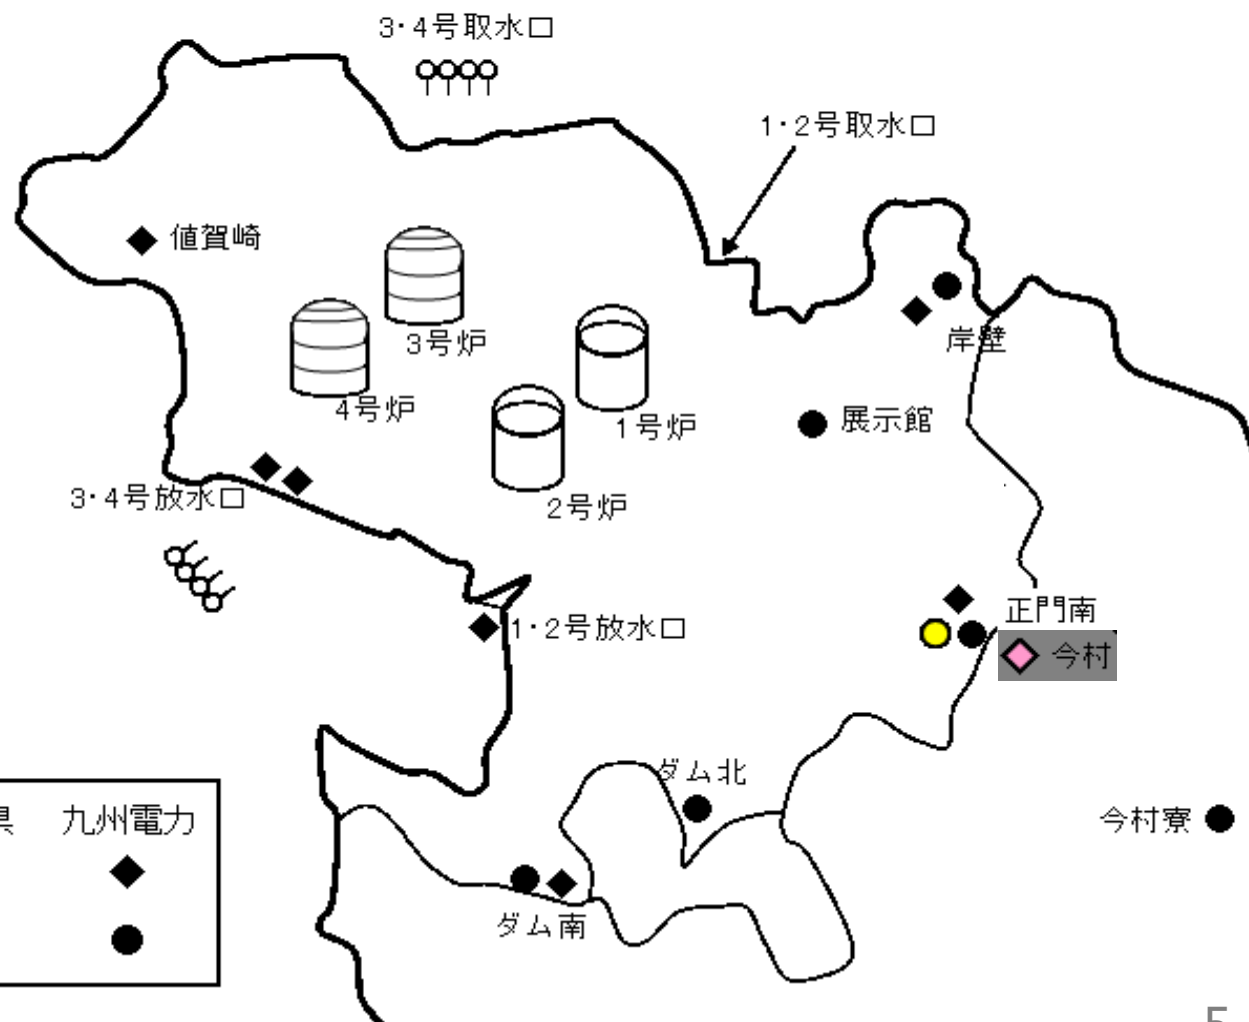 3・4号取水口
1・2号取水口
値賀崎
3号炉
岸壁
4号炉
1号炉
展示館
3・4号放水口
2号炉
正門南
1・2号放水口
今村
ダム北
九州電力
今村寮
ダム南